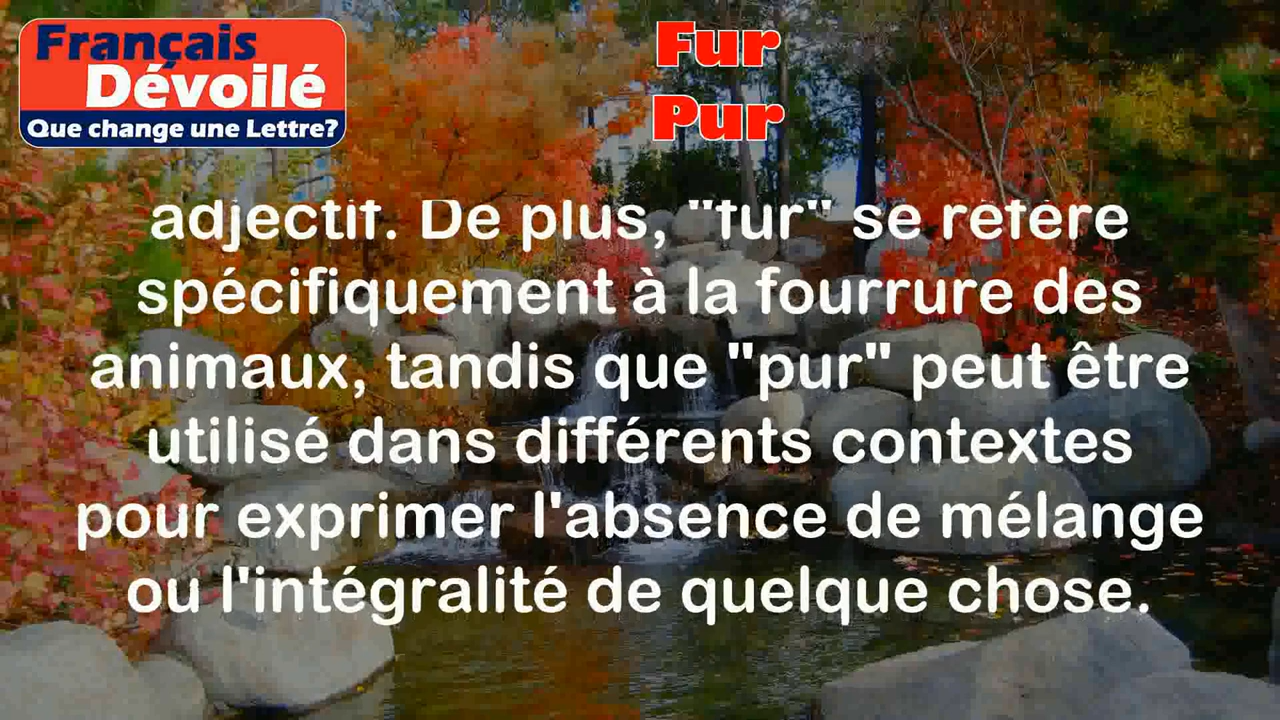 Français
Dévoilé
Que change une Lettre?
Fur
Pur
adjectif. De plus, "fur" se réfère
spécifiquement à la fourrure des
animaux, tandis que "pur" peut être
utilisé dans différents contextes
pour exprimer l'absence de mélange
ou l'intégralité de quelque chose.